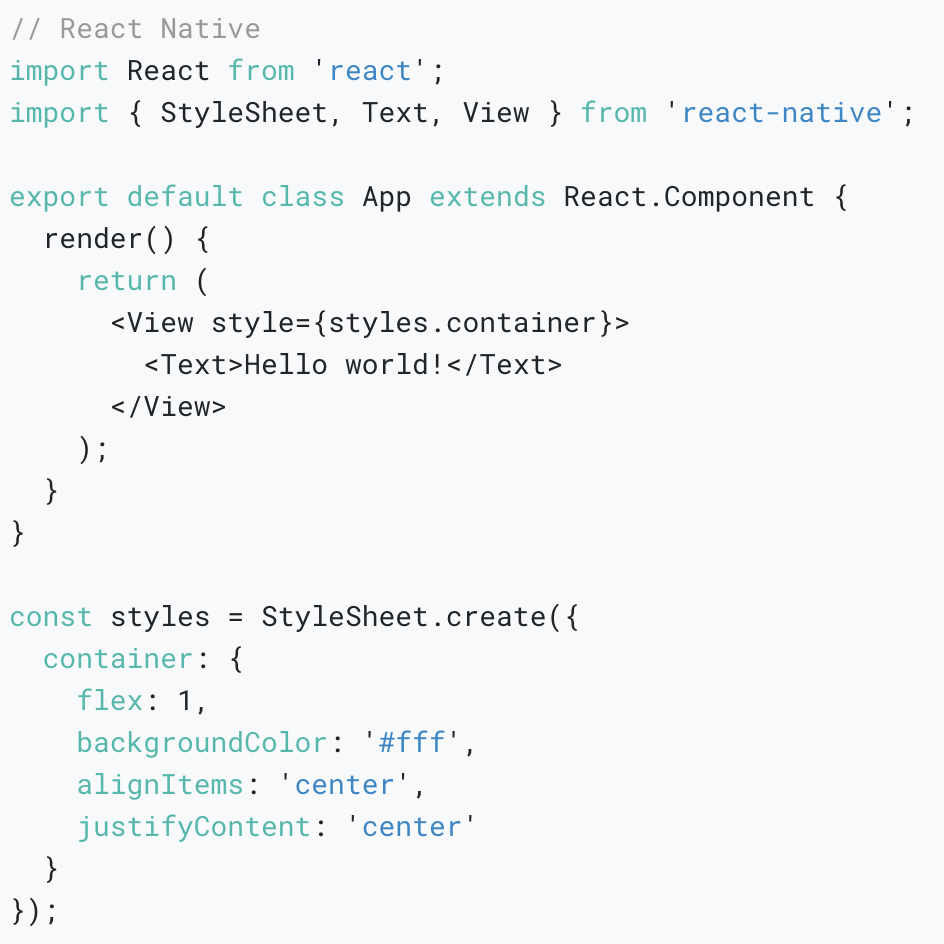 // React Native
import React from 'react';
import { StyleSheet, Text, View } from 'react-native';

export default class App extends React.Component {
  render() {
    return (
      <View style={styles.container}>
        <Text>Hello world!</Text>
      </View>
    );
  }
}

const styles = StyleSheet.create({
  container: {
    flex: 1,
    backgroundColor: '#fff',
    alignItems: 'center',
    justifyContent: 'center'
  }
});